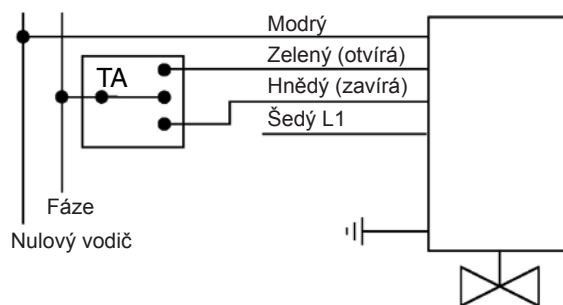 Modrý
Zelený (otvírá)
TA
Hnědý (zavírá)
Šedý L1
Fáze
Nulový vodič